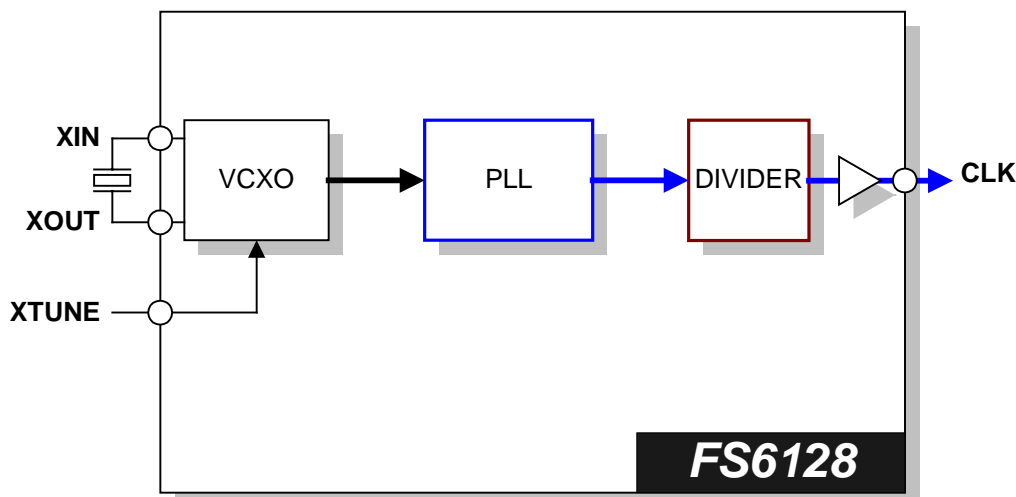 XIN
XOUT
XTUNE
VCXO
PLL
DIVIDER
CLK
FS6128